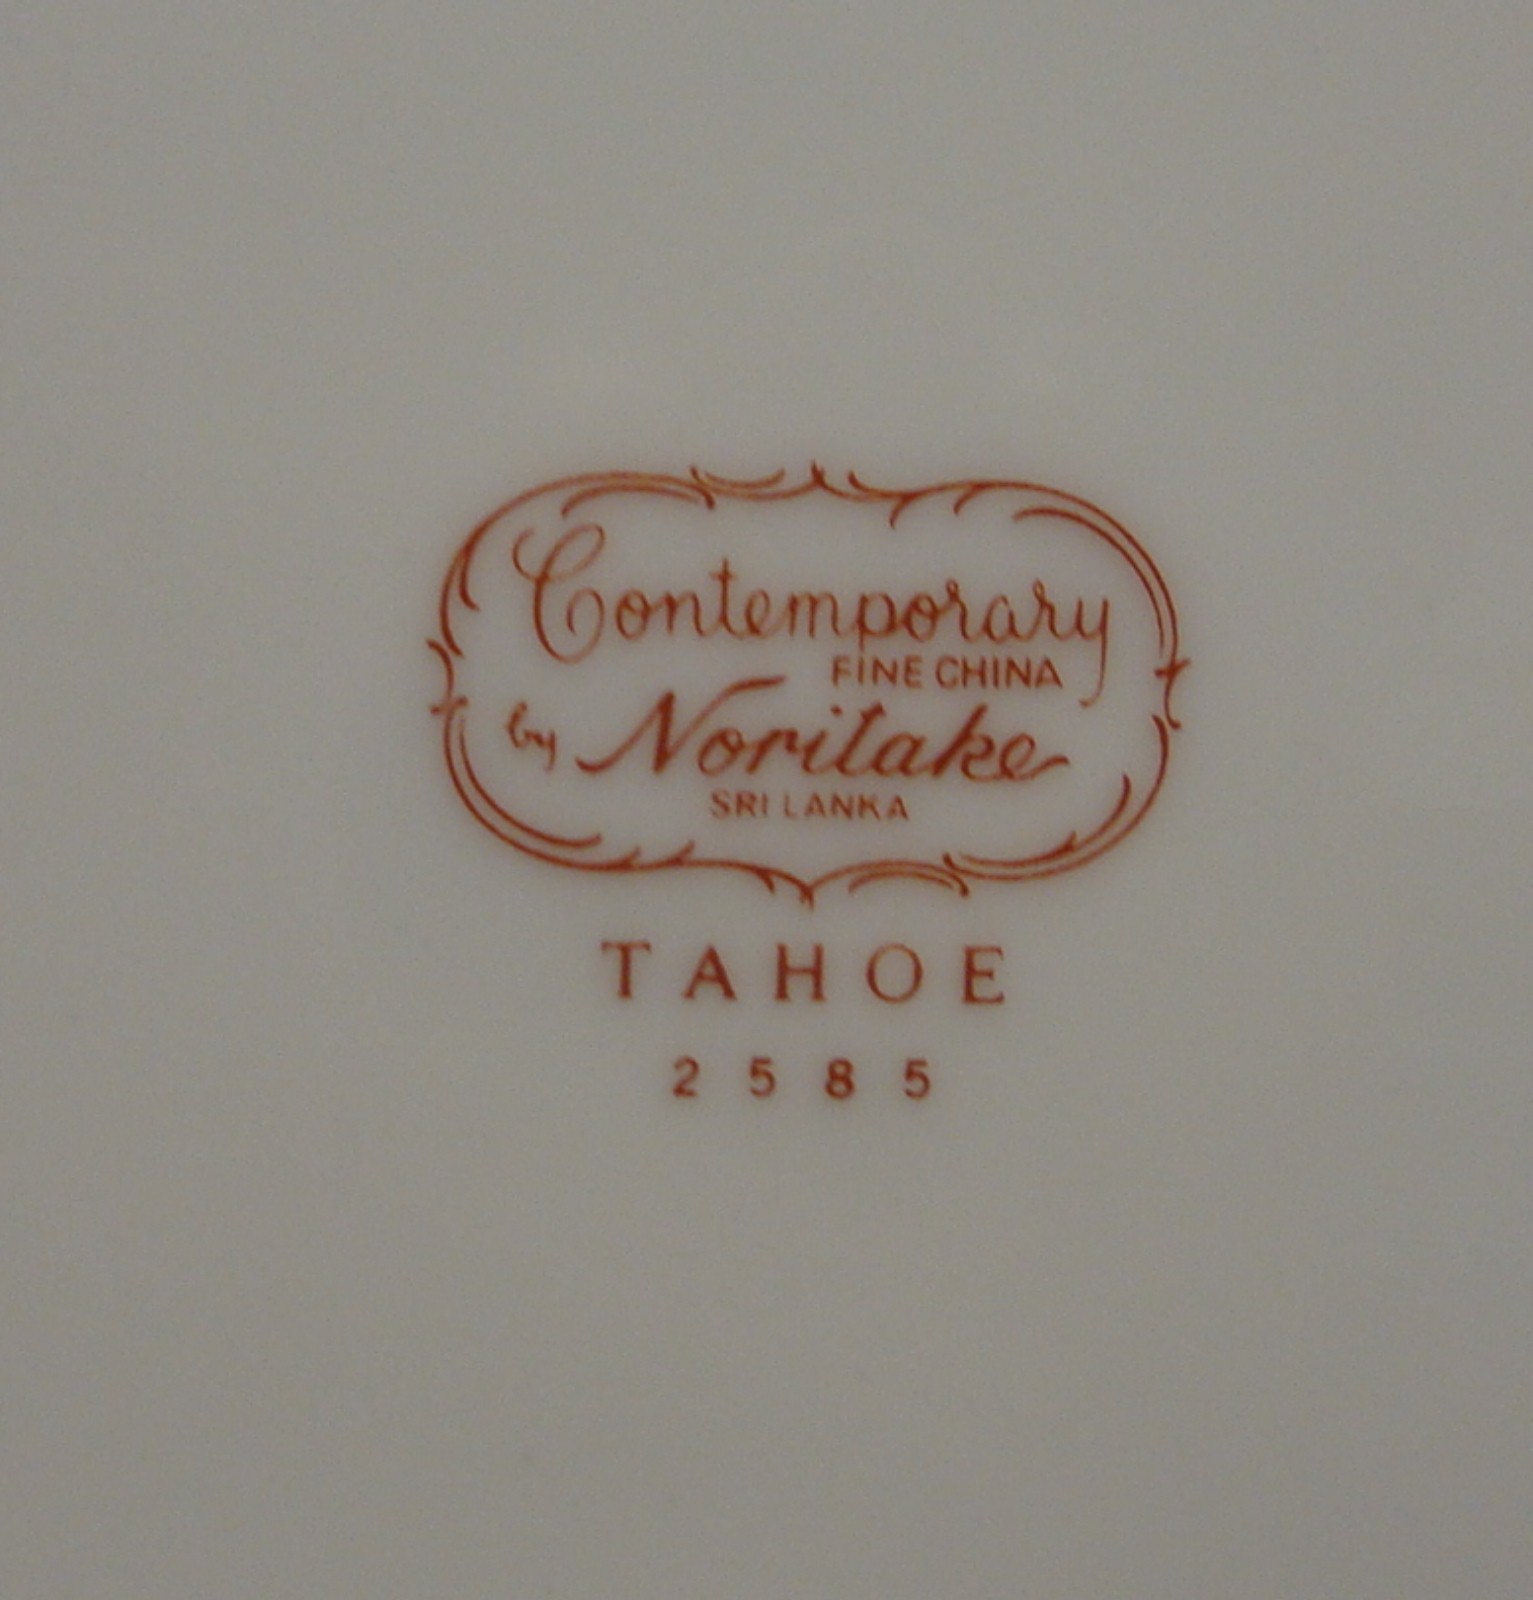 Contemporary
FINE CHINA
by Noritake
SRI LANKA
TAHOE
2585